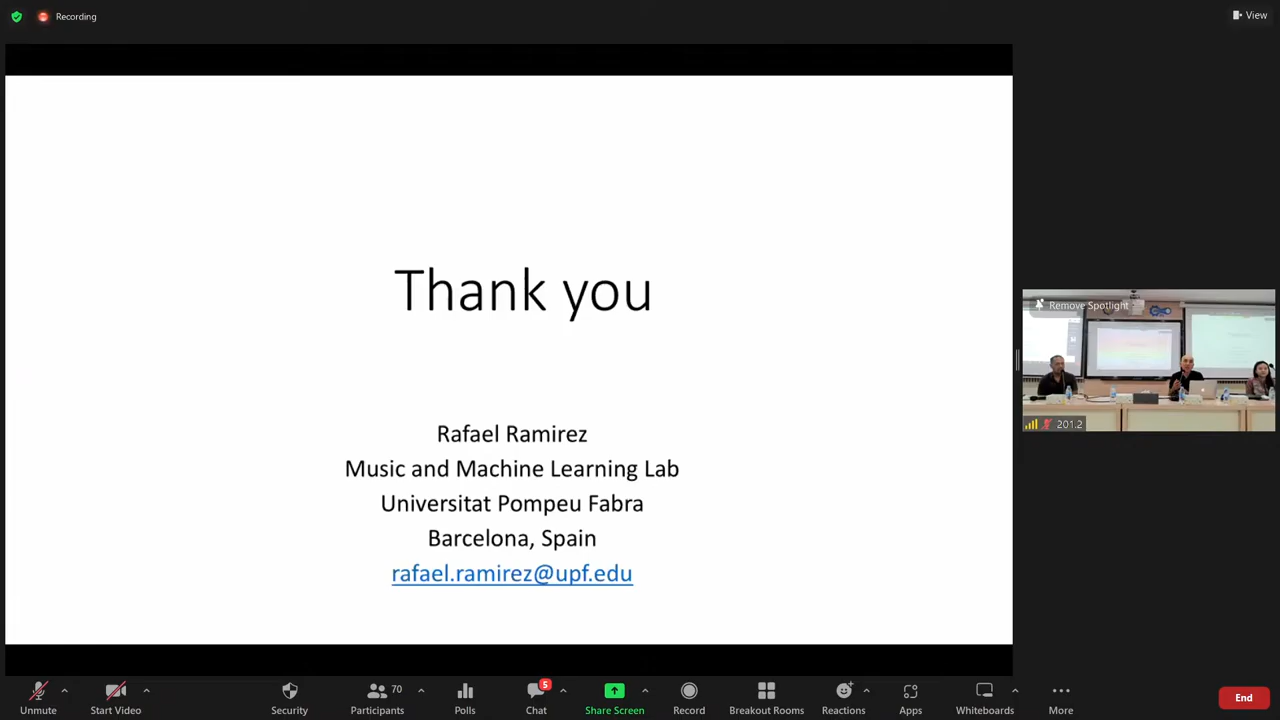 Recording
View
Thank you
Rafael Ramirez
Music and Machine Learning Lab
Universitat Pompeu Fabra
Barcelona, Spain
rafael.ramirez@upf.edu
Remove Spotlight
201.2
Unmute
Start Video
Security
70
Participants
Polls
5
Chat
Share Screen
Record
Breakout Rooms
Reactions
Apps
Whiteboards
More
End